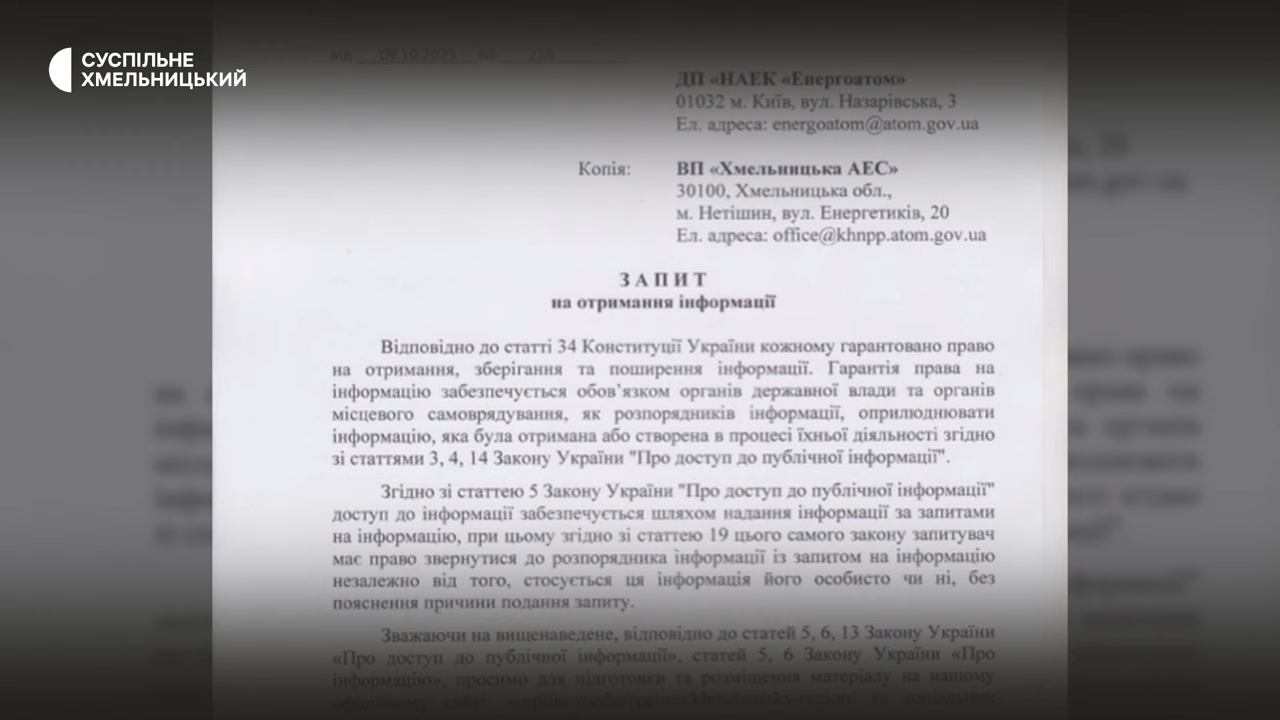 СУСПІЛЬНЕ
ХМЕЛЬНИЦЬКИЙ
від 09.10.2023 №
ДП «НАЕК «Енергоатом»
01032 м. Київ, вул. Назарівська, 3
Ел. адреса: energoatom@atom.gov.ua
Копія: ВП «Хмельницька АЕС»
30100, Хмельницька обл.,
м. Нетішин, вул. Енергетиків, 20
Ел. адреса: office@khnpp.atom.gov.ua
З А П И Т
на отримання інформації
Відповідно до статті 34 Конституції України кожному гарантовано право
на отримання, зберігання та поширення інформації. Гарантія права на
інформацію забезпечується обов’язком органів державної влади та органів
місцевого самоврядування, як розпорядників інформації, оприлюднювати
інформацію, яка була отримана або створена в процесі їхньої діяльності згідно
зі статтями 3, 4, 14 Закону України "Про доступ до публічної інформації".
Згідно зі статтею 5 Закону України "Про доступ до публічної інформації"
доступ до інформації забезпечується шляхом надання інформації за запитами
на інформацію, при цьому згідно зі статтею 19 цього самого закону запитувач
має право звернутися до розпорядника інформації із запитом на інформацію
незалежно від того, стосується ця інформація його особисто чи ні, без
пояснення причини подання запиту.
Зважаючи на вищенаведене, відповідно до статей 5, 6, 13 Закону України
«Про доступ до публічної інформації», статей 5, 6 Закону України «Про
інформацію», просимо для підготовки та розміщення матеріалу на нашому
офіційному сайті